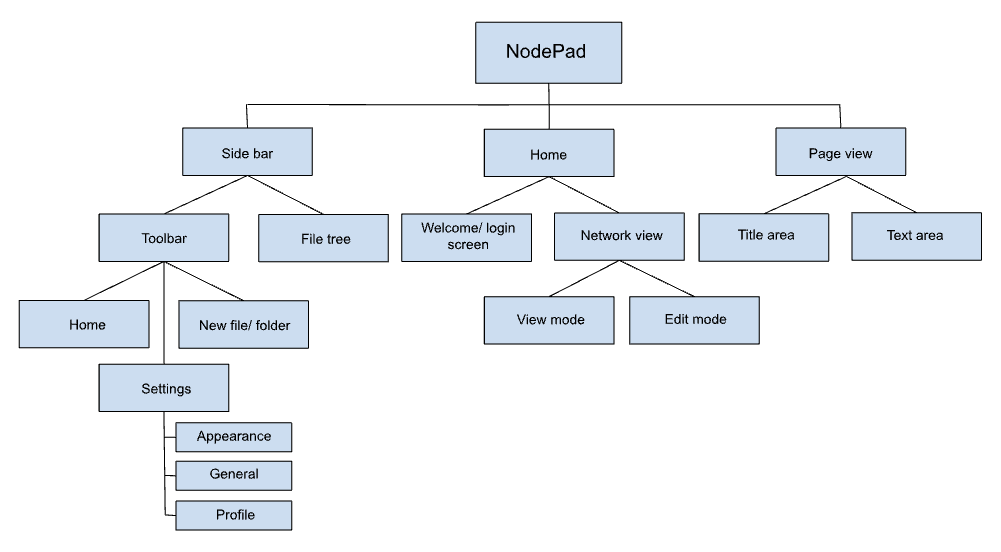 NodePad
Side bar
Home
Page view
Toolbar
File tree
Welcome/ login
screen
Network view
Title area
Text area
Home
New file/ folder
View mode
Edit mode
Settings
Appearance
General
Profile